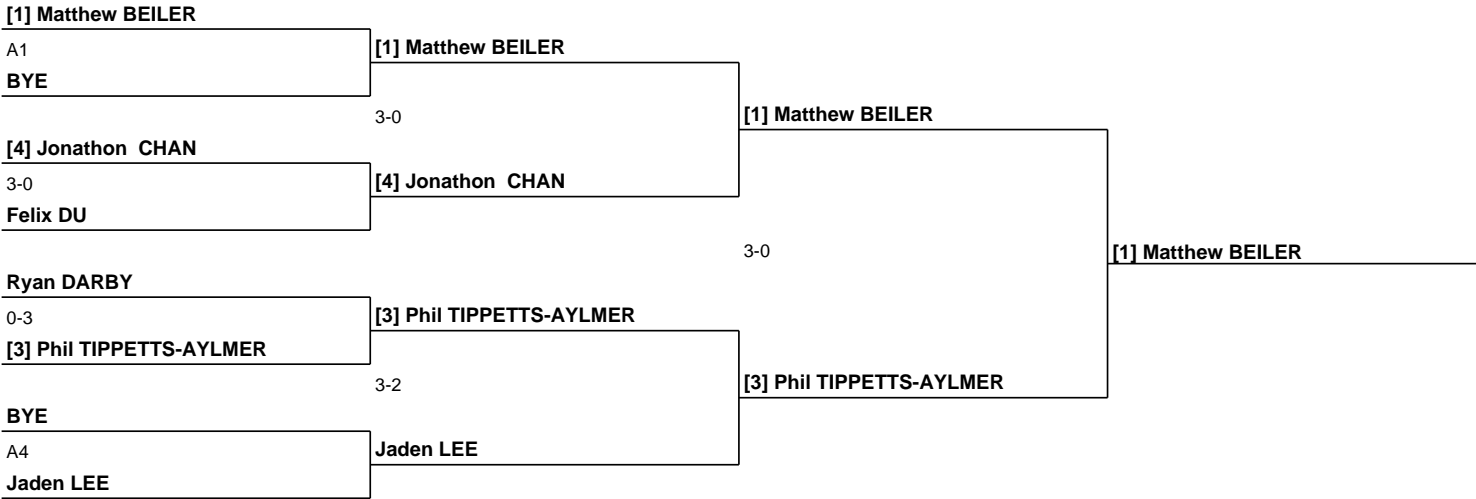 [1] Matthew BEILER
A1
BYE
[1] Matthew BEILER
3-0
[4] Jonathon  CHAN
3-0
Felix DU
[4] Jonathon  CHAN
[1] Matthew BEILER
3-0
Ryan DARBY
0-3
[3] Phil TIPPETTS-AYLMER
[3] Phil TIPPETTS-AYLMER
3-2
BYE
A4
Jaden LEE
Jaden LEE
[3] Phil TIPPETTS-AYLMER
[1] Matthew BEILER